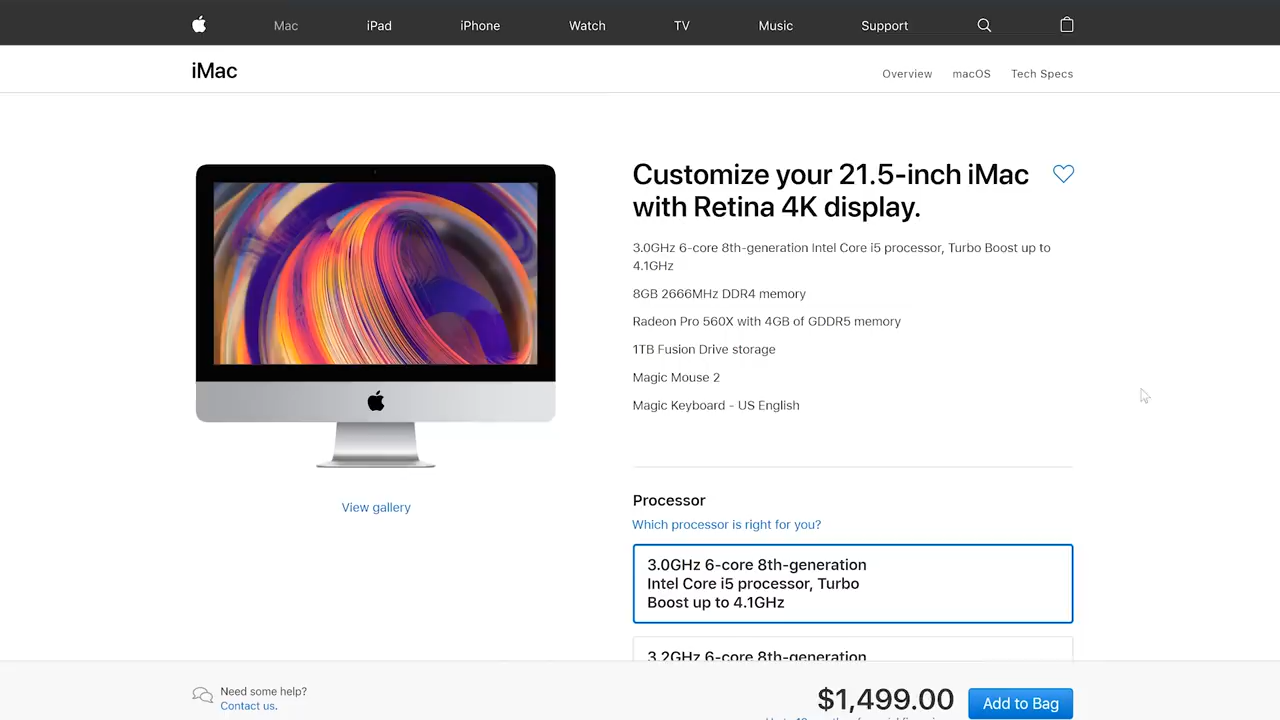 Mac
iPad
iPhone
Watch
TV
Music
Support
iMac
Overview
macOS
Tech Specs
Customize your 21.5-inch iMac
with Retina 4K display.
3.0GHz 6-core 8th-generation Intel Core i5 processor, Turbo Boost up to
4.1GHz
8GB 2666MHz DDR4 memory
Radeon Pro 560X with 4GB of GDDR5 memory
1TB Fusion Drive storage
Magic Mouse 2
Magic Keyboard - US English
View gallery
Processor
Which processor is right for you?
3.0GHz 6-core 8th-generation
Intel Core i5 processor, Turbo
Boost up to 4.1GHz
3.2GHz 6-core 8th-generation
Need some help?
Contact us.
$1,499.00
Add to Bag